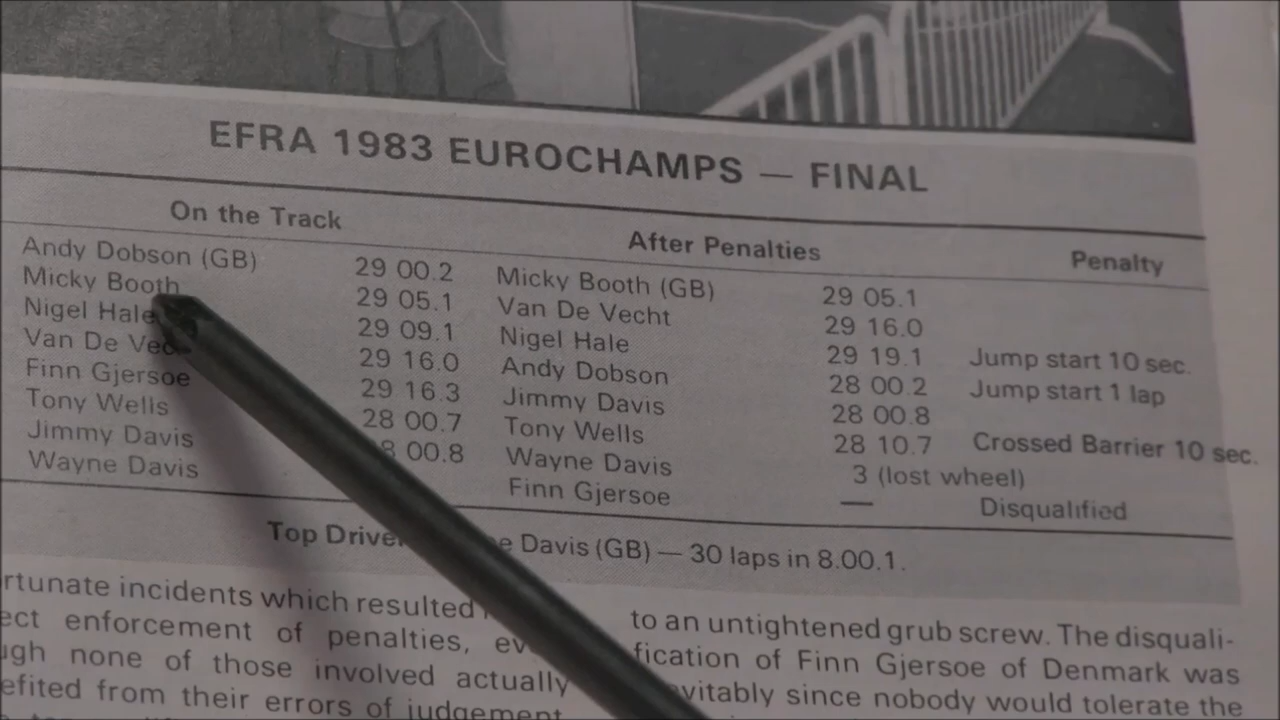 EFRA 1983 EUROCHAMPS — FINAL
On the Track After Penalties Penalty
Andy Dobson (GB) 29 00.2 Micky Booth (GB) 29 05.1
Micky Booth 29 05.1 Van De Vecht 29 16.0
Nigel Hale 29 09.1 Nigel Hale 29 19.1 Jump start 10 sec.
Van De 29 16.0 Andy Dobson 28 00.2 Jump start 1 lap
Finn Gjersoe 29 16.3 Jimmy Davis 28 00.8
Tony Wells 28 00.7 Tony Wells 28 10.7 Crossed Barrier 10 sec.
Jimmy Davis 8 00.8 Wayne Davis 3 (lost wheel)
Wayne Davis Finn Gjersoe — Disqualified
Top Davis (GB) — 30 laps in 8.00.1.
rtunate incidents which resulted
ect enforcement of penalties,
ugh none of those involved actually
efited from their errors of judgement
to an untightened grub screw. The disquali-
fication of Finn Gjersoe of Denmark was
evitably since nobody would tolerate the